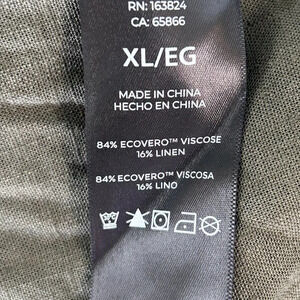 RN: 163824
CA: 65866
XL/EG
MADE IN CHINA
HECHO EN CHINA
84% ECOVERO™ VISCOSE
16% LINEN
84% ECOVERO™ VISCOSA
16% LINO